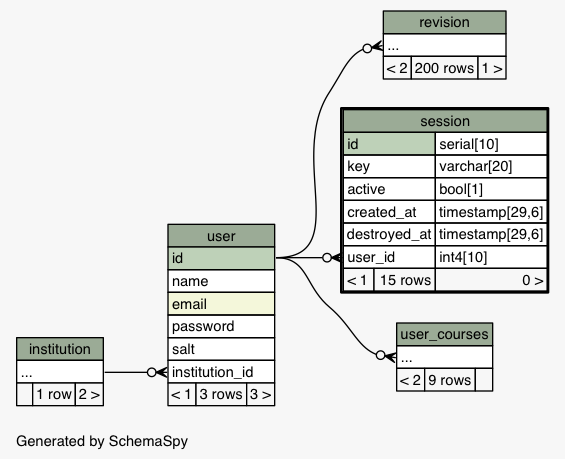 revision
...
< 2 200 rows 1 >
session
id serial[10]
key varchar[20]
active bool[1]
created_at timestamp[29,6]
destroyed_at timestamp[29,6]
user_id int4[10]
< 1 15 rows 0 >
user
id
name
email
password
salt
institution_id
< 1 3 rows 3 >
institution
...
1 row 2 >
user_courses
...
< 2 9 rows
Generated by SchemaSpy